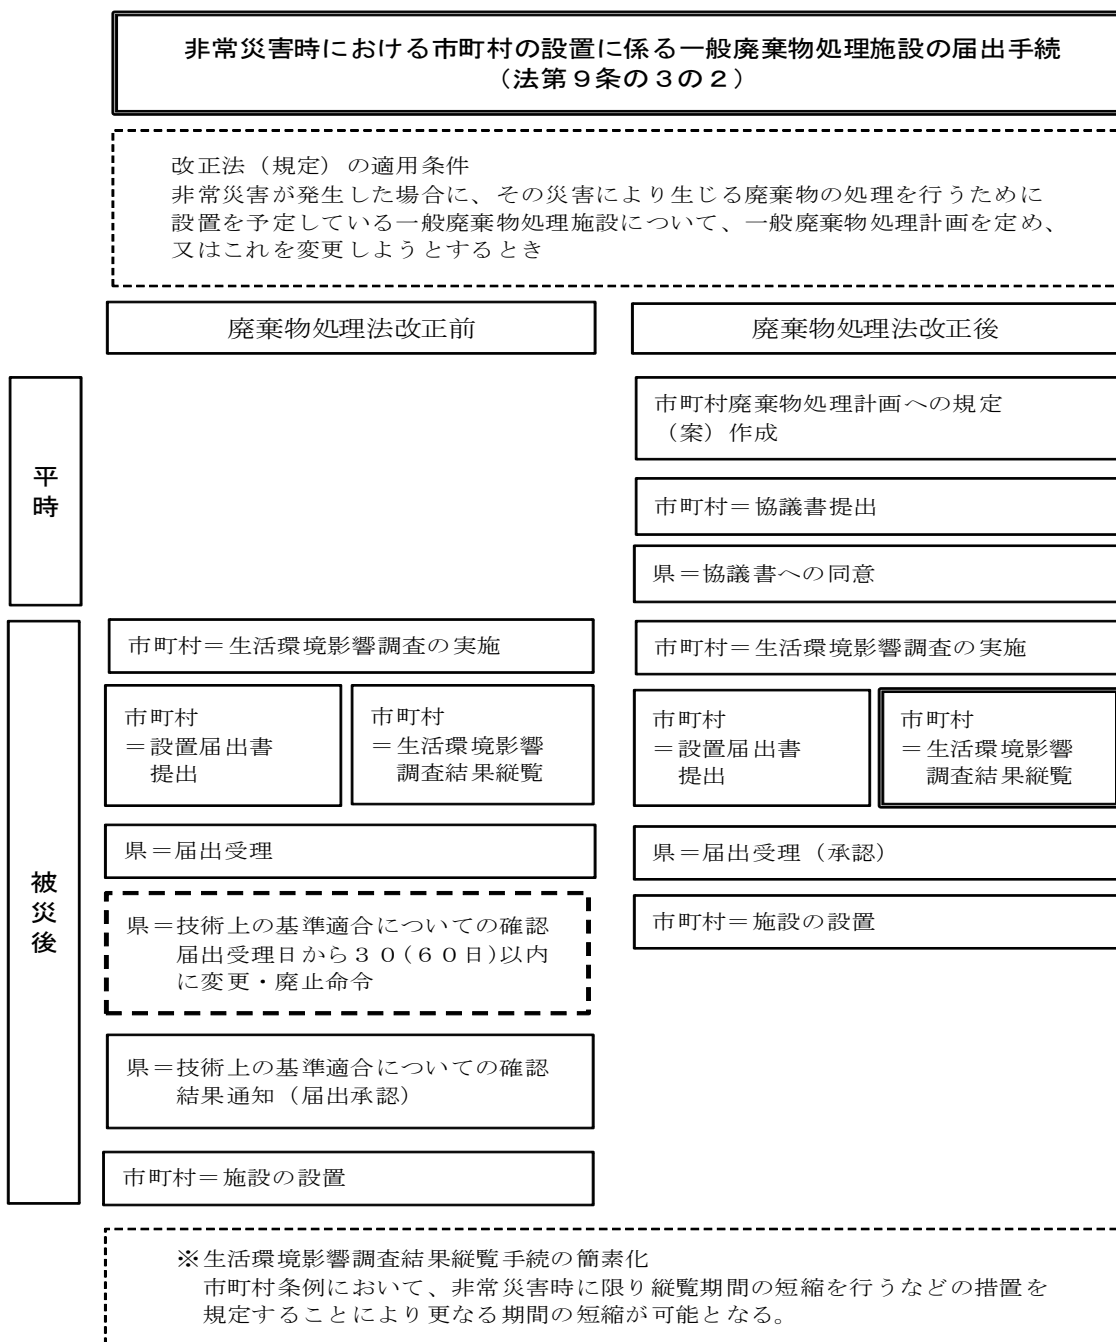 非常災害時における市町村の設置に係る一般廃棄物処理施設の届出手続
（法第９条の３の２）
改正法（規定）の適用条件
非常災害が発生した場合に、その災害により生じる廃棄物の処理を行うために
設置を予定している一般廃棄物処理施設について、一般廃棄物処理計画を定め、
又はこれを変更しようとするとき
廃棄物処理法改正前
廃棄物処理法改正後
平時
市町村廃棄物処理計画への規定
（案）作成
市町村＝協議書提出
県＝協議書への同意
被災後
市町村＝生活環境影響調査の実施
市町村
＝設置届出書
提出
市町村
＝生活環境影響
調査結果縦覧
県＝届出受理
県＝技術上の基準適合についての確認
届出受理日から３０(６０日)以内
に変更・廃止命令
県＝技術上の基準適合についての確認
結果通知（届出承認）
市町村＝施設の設置
市町村＝生活環境影響調査の実施
市町村
＝設置届出書
提出
市町村
＝生活環境影響
調査結果縦覧
県＝届出受理（承認）
市町村＝施設の設置
※生活環境影響調査結果縦覧手続の簡素化
市町村条例において、非常災害時に限り縦覧期間の短縮を行うなどの措置を
規定することにより更なる期間の短縮が可能となる。